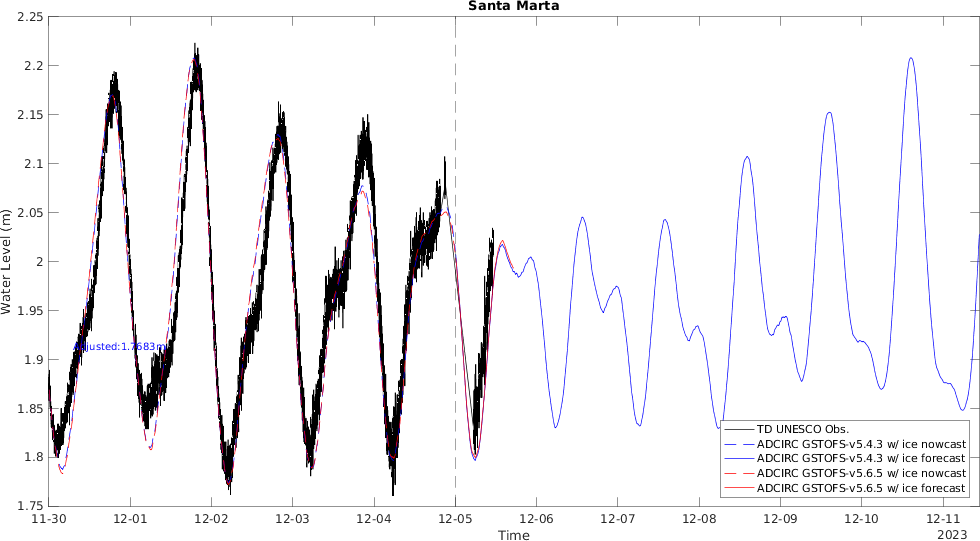 Santa Marta
2.25
2.2
2.15
2.1
2.05
2
1.95
1.9
1.85
1.8
1.75
Water Level (m)
Adjusted:1.7683m
TD UNESCO Obs.
ADCIRC GSTOFS-v5.4.3 w/ ice nowcast
ADCIRC GSTOFS-v5.4.3 w/ ice forecast
ADCIRC GSTOFS-v5.6.5 w/ ice nowcast
ADCIRC GSTOFS-v5.6.5 w/ ice forecast
11-30 12-01 12-02 12-03 12-04 12-05 12-06 12-07 12-08 12-09 12-10 12-11
Time
2023